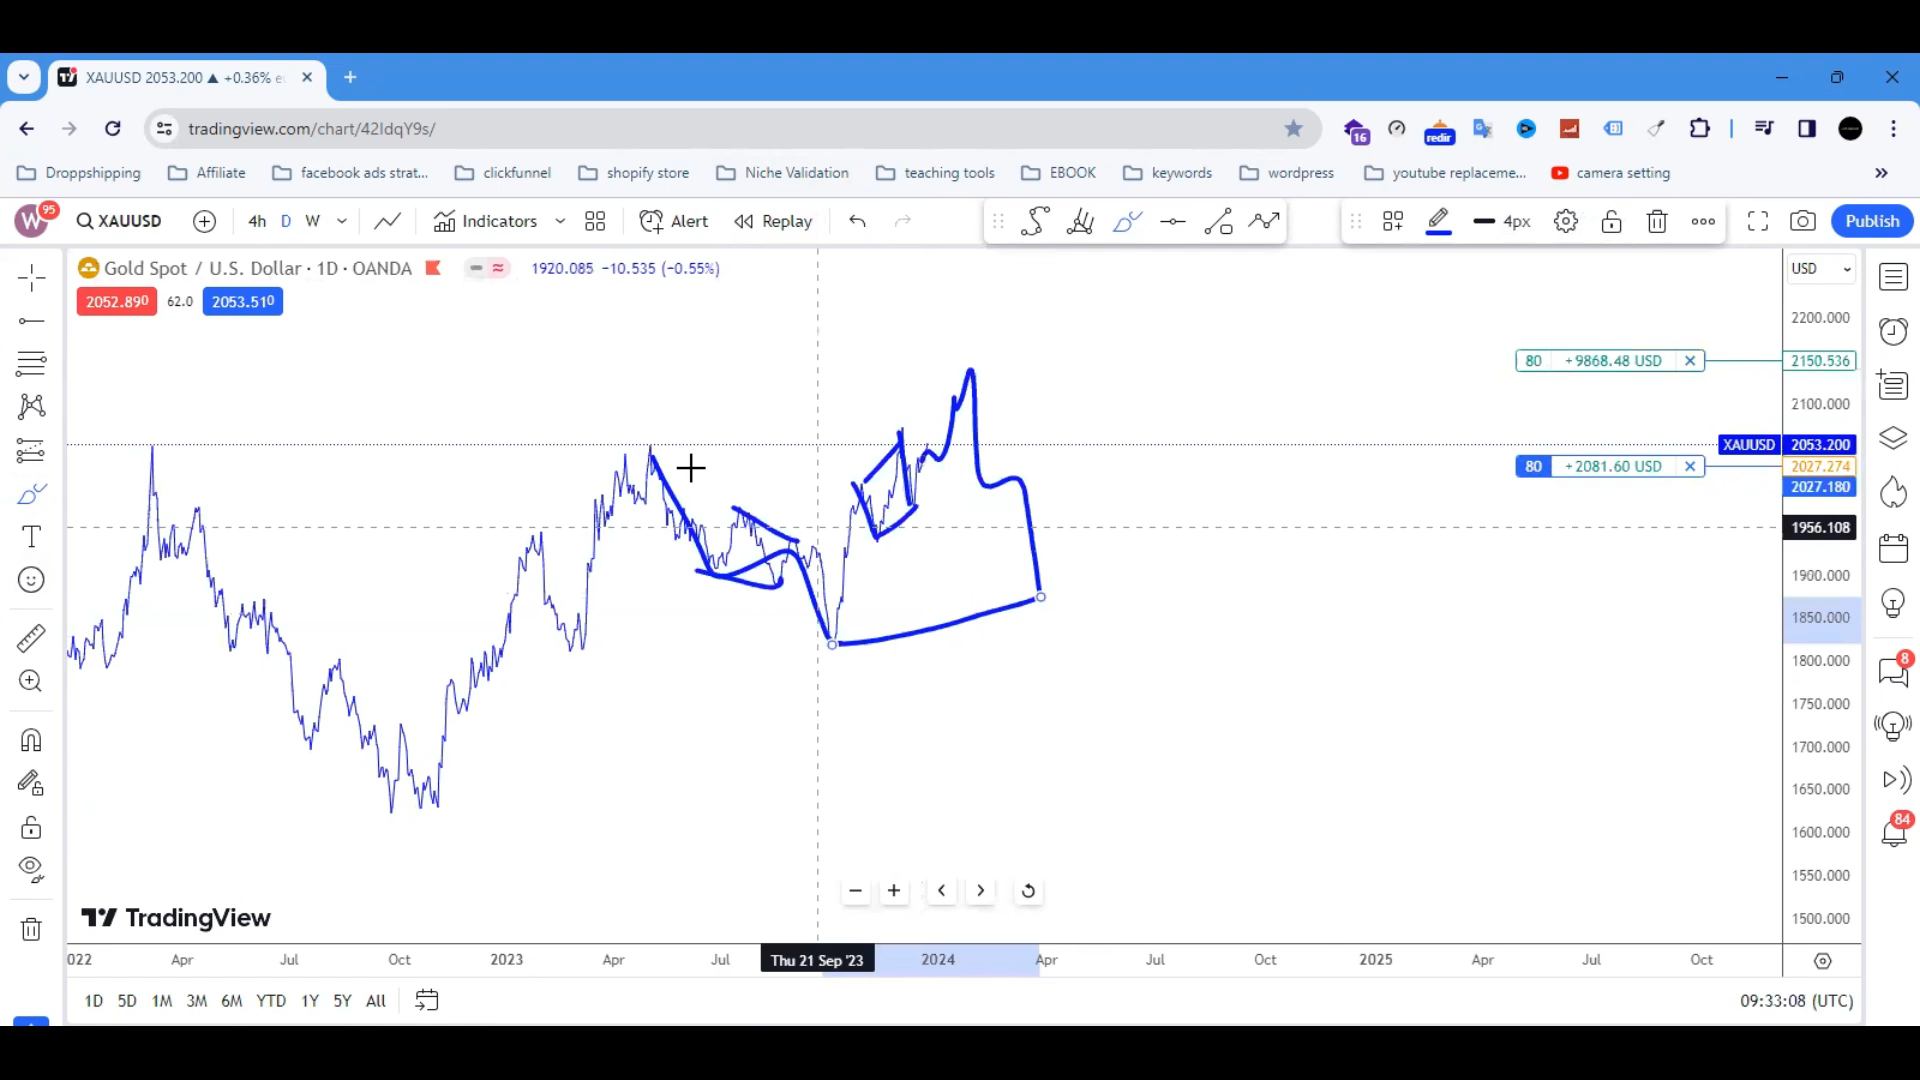 XAUUSD 2053.200 ▲ +0.36%
tradingview.com/chart/42IdqY9s/
16
redir
Droppshipping
Affiliate
facebook ads strat...
clickfunnel
shopify store
Niche Validation
teaching tools
EBOOK
keywords
wordpress
youtube replaceme...
camera setting
W
95
XAUUSD
4h
D
W
Indicators
Alert
Replay
4px
Publish
Gold Spot / U.S. Dollar · 1D · OANDA
1920.085 −10.535 (−0.55%)
USD
2052.890
62.0
2053.510
2200.000
80 +9868.48 USD
2150.536
2100.000
XAUUSD 2053.200
80 +2081.60 USD
2027.274
2027.180
1956.108
1900.000
1850.000
1800.000
1750.000
1700.000
1650.000
1600.000
1550.000
1500.000
8
84
TradingView
022
Apr
Jul
Oct
2023
Apr
Jul
Thu 21 Sep '23
2024
Apr
Jul
Oct
2025
Apr
Jul
Oct
1D 5D 1M 3M 6M YTD 1Y 5Y All
09:33:08 (UTC)